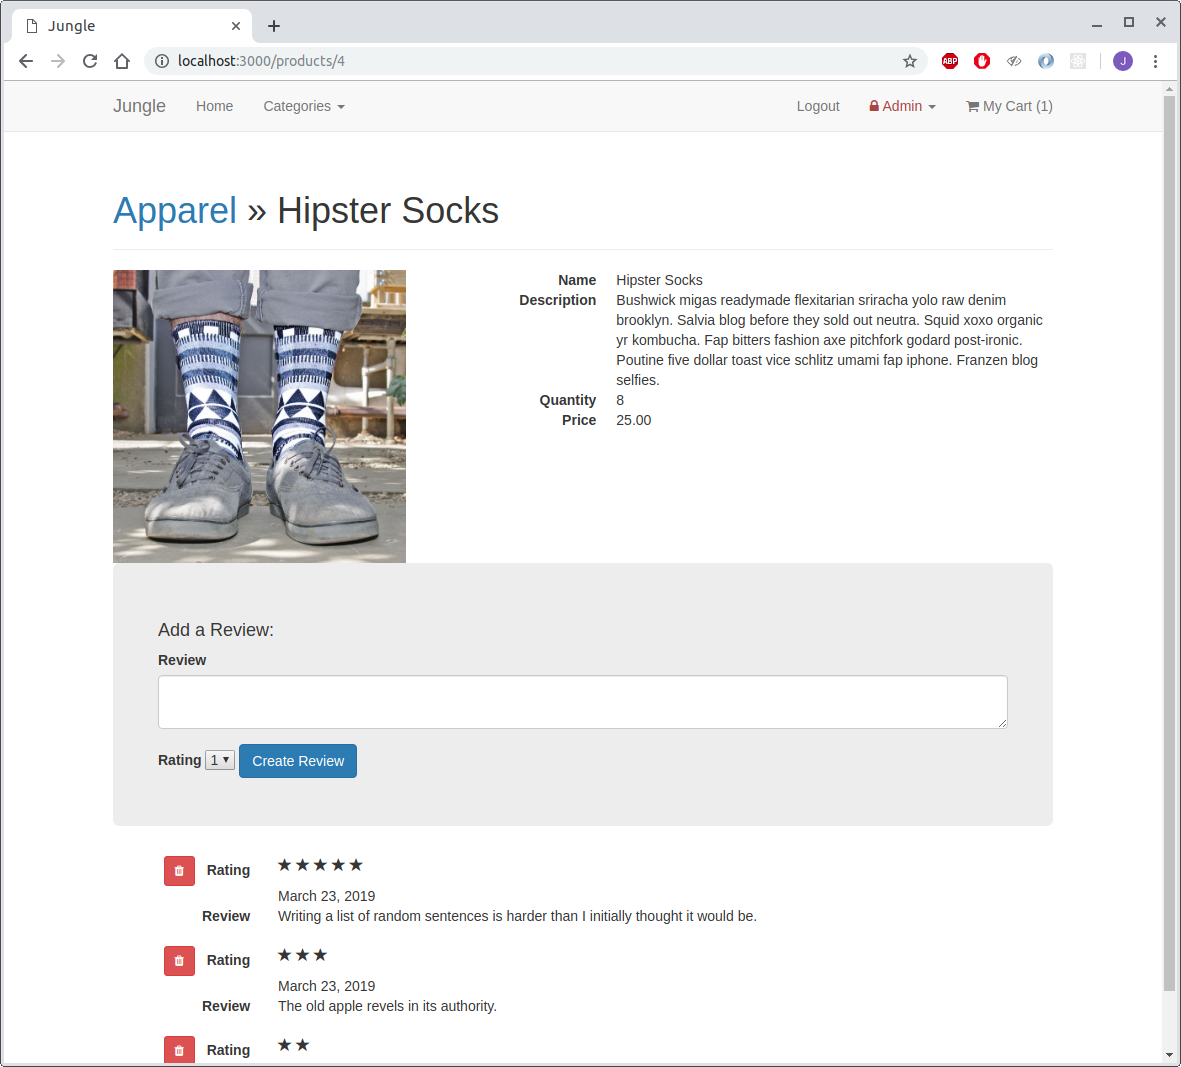 Jungle
localhost:3000/products/4
ABP
J
Jungle Home Categories Logout Admin My Cart (1)
Apparel » Hipster Socks
Name Hipster Socks
Description Bushwick migas readymade flexitarian sriracha yolo raw denim
brooklyn. Salvia blog before they sold out neutra. Squid xoxo organic
yr kombucha. Fap bitters fashion axe pitchfork godard post-ironic.
Poutine five dollar toast vice schlitz umami fap iphone. Franzen blog
selfies.
Quantity 8
Price 25.00
Add a Review:
Review
Rating 1 Create Review
Rating ★★★★★
March 23, 2019
Review Writing a list of random sentences is harder than I initially thought it would be.
Rating ★★★
March 23, 2019
Review The old apple revels in its authority.
Rating ★★